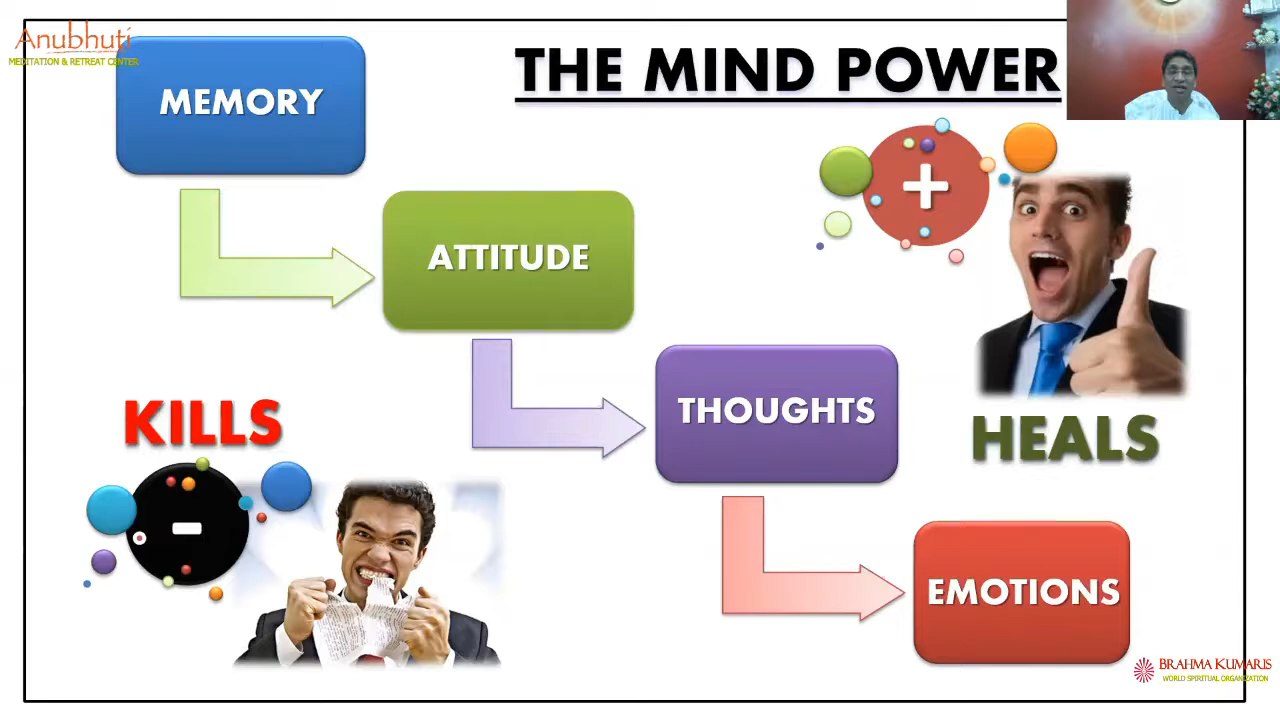 Anubhuti
MEDITATION & RETREAT CENTER
THE MIND POWER
MEMORY
ATTITUDE
THOUGHTS
KILLS
HEALS
EMOTIONS
BRAHMA KUMARIS
WORLD SPIRITUAL ORGANIZATION